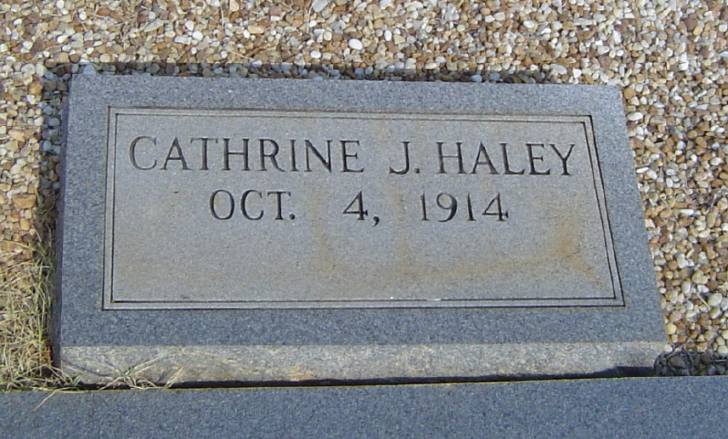 CATHRINE J. HALEY
OCT. 4, 1914